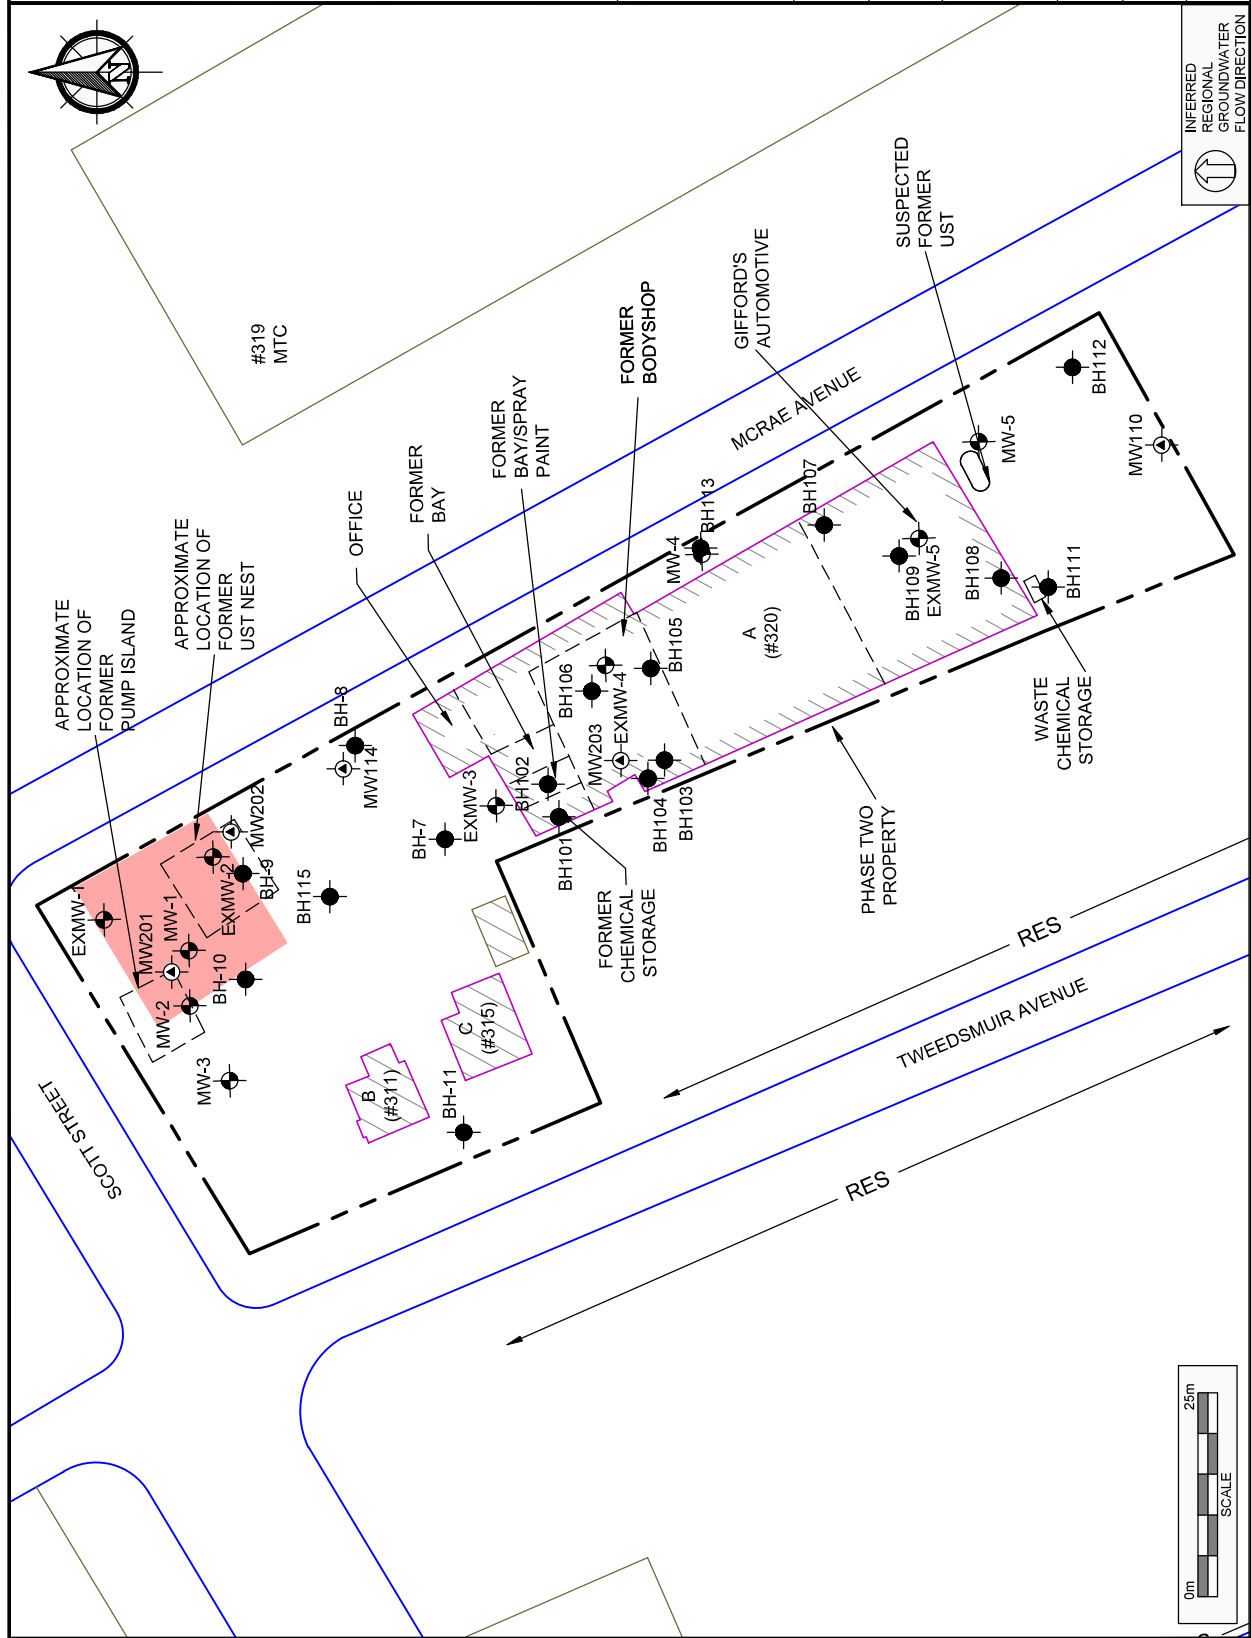 N
INFERRED
REGIONAL
GROUNDWATER
FLOW DIRECTION
#319
MTC
SUSPECTED
FORMER
UST
GIFFORD'S
AUTOMOTIVE
FORMER
BODYSHOP
FORMER
BAY/SPRAY
PAINT
FORMER
BAY
OFFICE
APPROXIMATE
LOCATION OF
FORMER
UST NEST
APPROXIMATE
LOCATION OF
FORMER
PUMP ISLAND
MCRAE AVENUE
BH112
MW110
MW-5
BH107
BH113
MW-4
BH109
EXMW-5
BH108
BH111
A
(#320)
BH105
BH106
EXMW-4
MW203
BH104
BH103
BH102
BH101
EXMW-3
BH-7
BH-8
MW114
MW202
EXMW-2
BH-9
BH115
EXMW-1
MW-1
MW201
BH-10
MW-2
MW-3
BH-11
B
(#311)
C
(#315)
WASTE
CHEMICAL
STORAGE
PHASE TWO
PROPERTY
FORMER
CHEMICAL
STORAGE
SCOTT STREET
TWEEDSMUIR AVENUE
RES
RES
0m
25m
SCALE